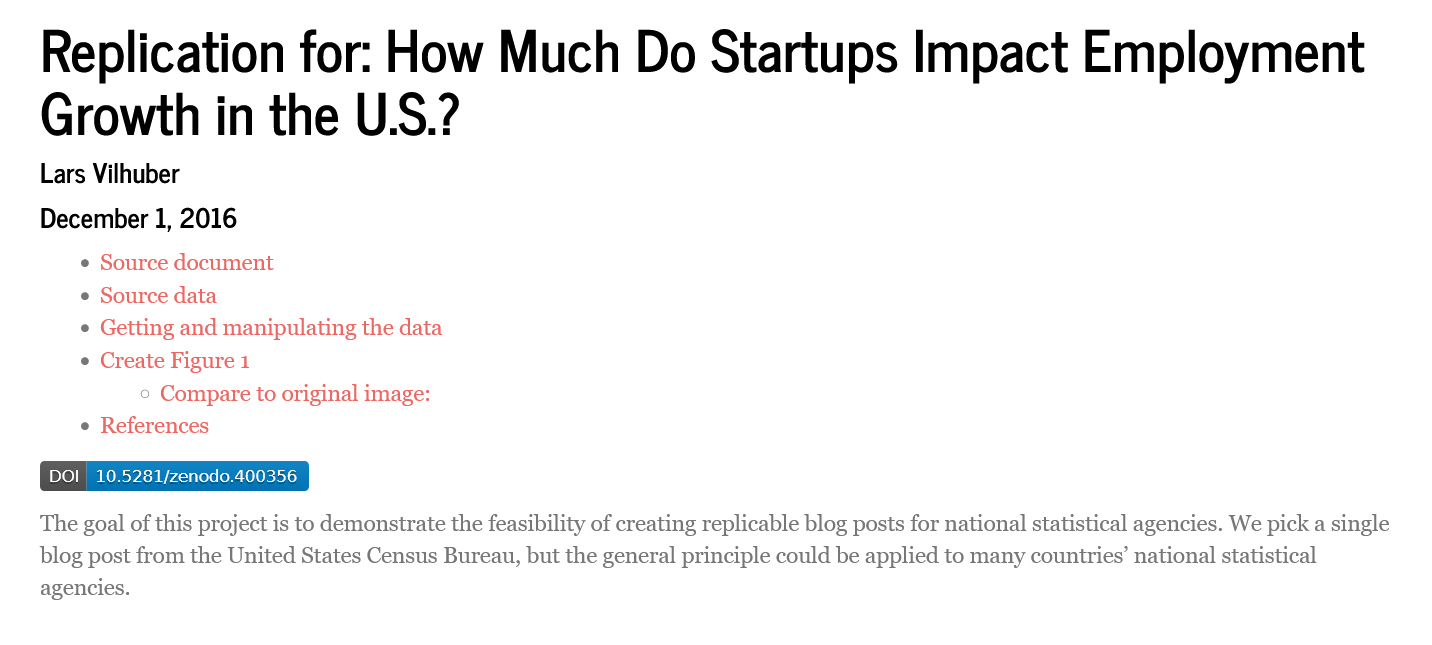 Replication for: How Much Do Startups Impact Employment
Growth in the U.S.?
Lars Vilhuber
December 1, 2016
Source document
Source data
Getting and manipulating the data
Create Figure 1
Compare to original image:
References
DOI 10.5281/zenodo.400356
The goal of this project is to demonstrate the feasibility of creating replicable blog posts for national statistical agencies. We pick a single
blog post from the United States Census Bureau, but the general principle could be applied to many countries’ national statistical
agencies.